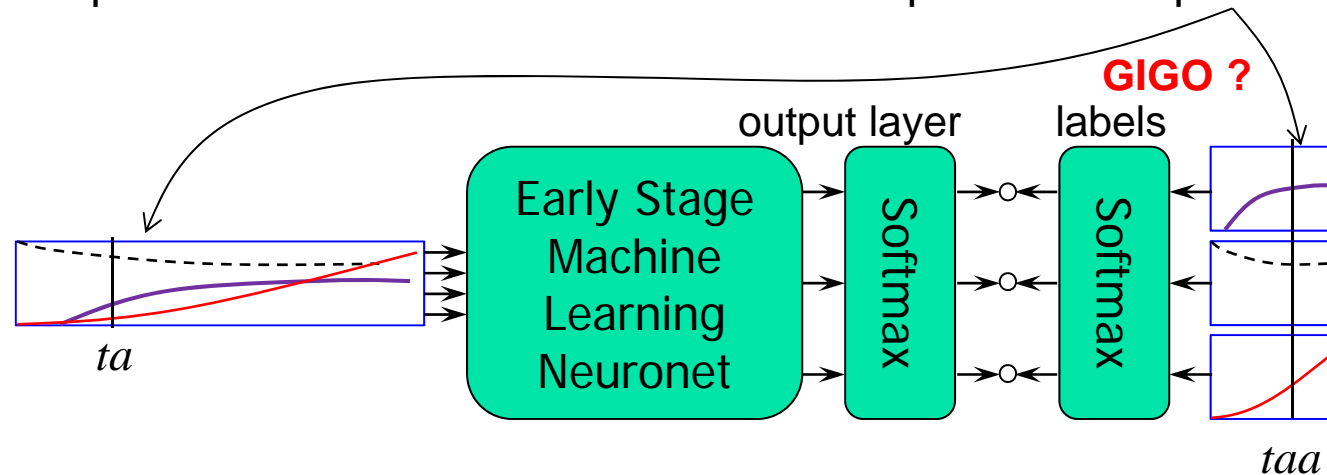 GIGO ?
output layer
labels
Early Stage
Machine
Learning
Neuronet
Softmax
Softmax
ta
taa